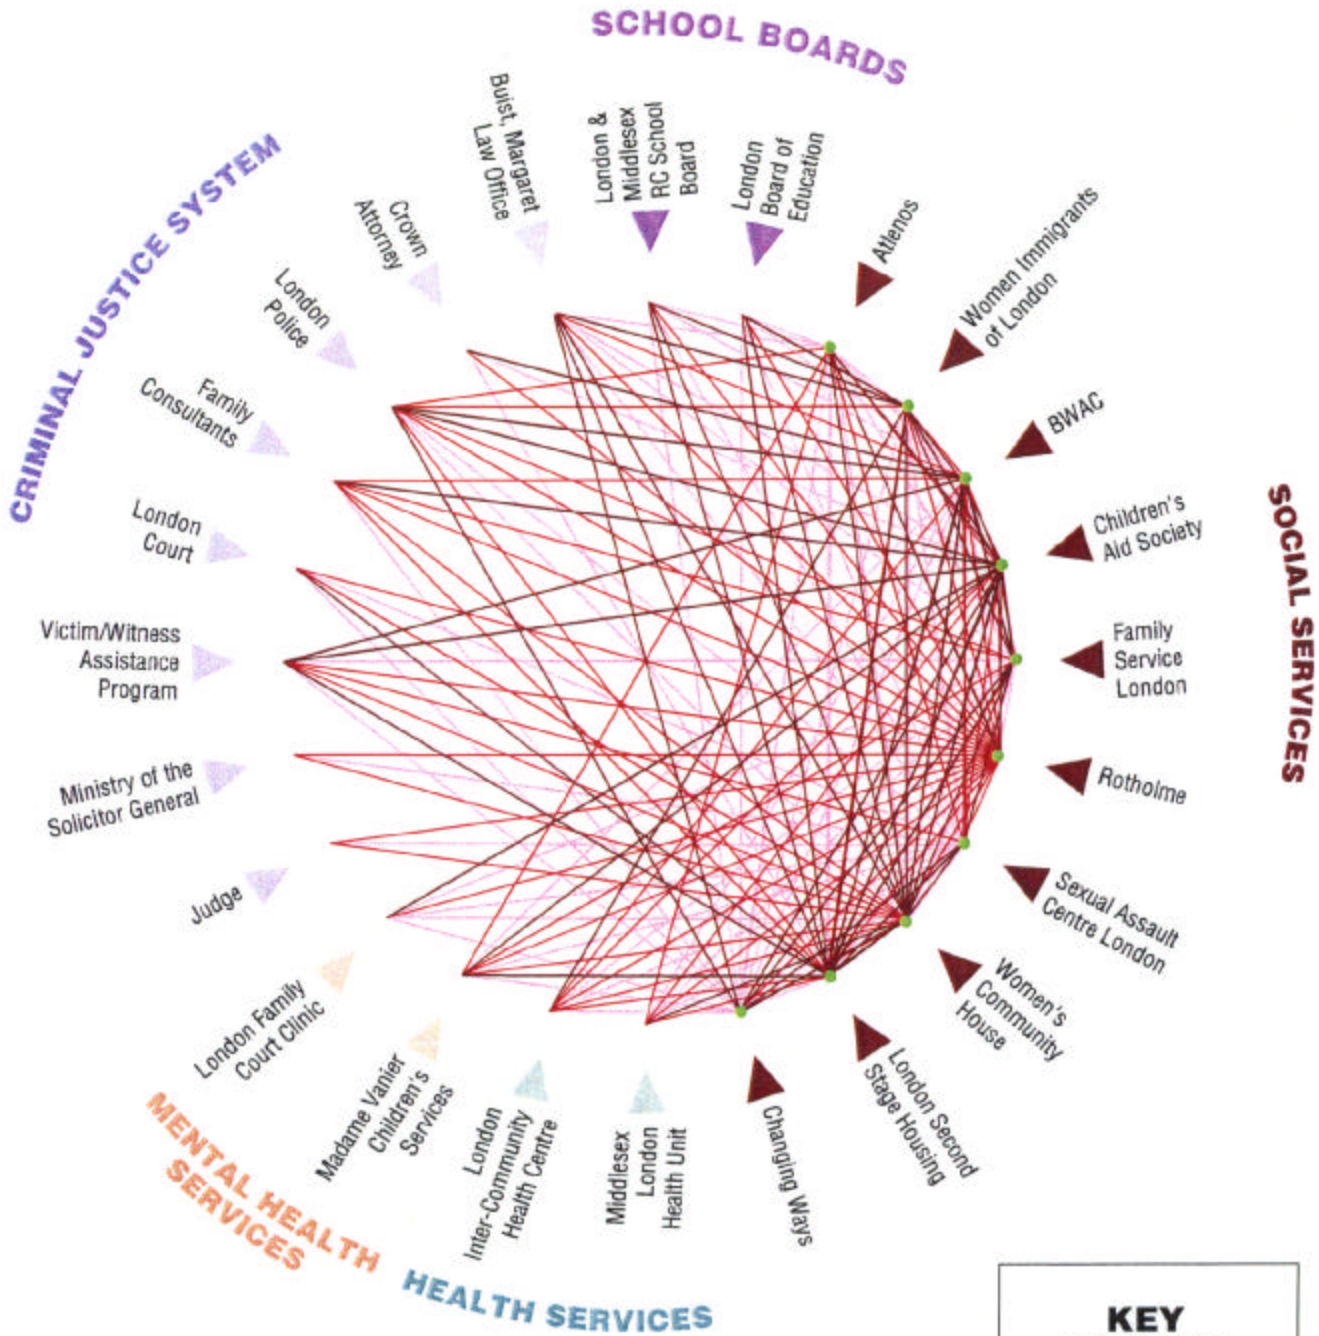 SCHOOL BOARDS
London &
Middlesex
RC School
Board
London
Board of
Education
Atlenos
Women Immigrants
of London
BWAC
Children's
Aid Society
Family
Service
London
Rotholme
Sexual Assault
Centre London
Women's
Community
House
London Second
Stage Housing
Changing Ways
SOCIAL SERVICES
Middlesex
London
Health Unit
London
Inter-Community
Health Centre
HEALTH SERVICES
Madame Vanier
Children's
Services
London Family
Court Clinic
MENTAL HEALTH
SERVICES
Judge
Ministry of the
Solicitor General
Victim/Witness
Assistance
Program
London
Court
Family
Consultants
London
Police
Crown
Attorney
Buist, Margaret
Law Office
CRIMINAL JUSTICE SYSTEM
KEY